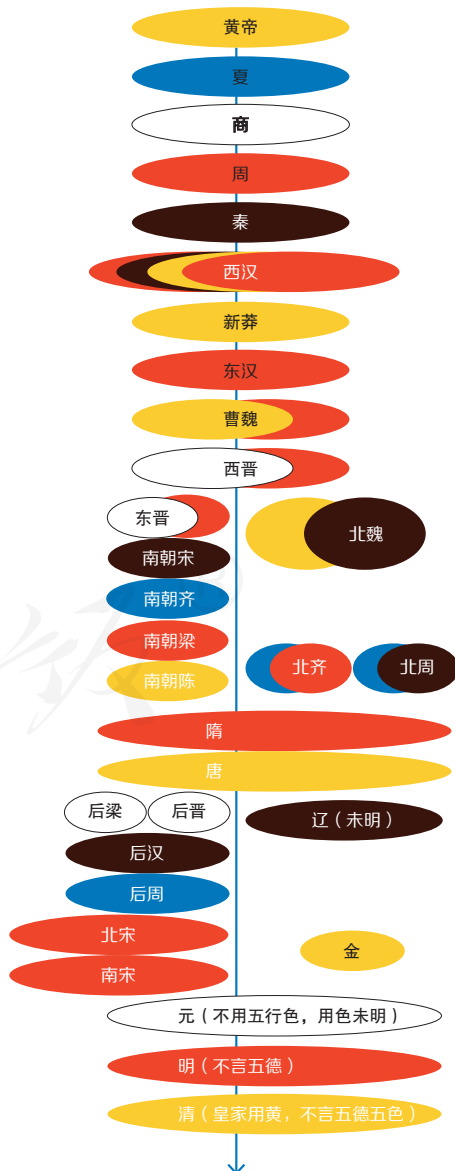 黄帝
夏
商
周
秦
西汉
新莽
东汉
曹魏
西晋
东晋
北魏
南朝宋
南朝齐
南朝梁
南朝陈
北齐
北周
隋
唐
后梁
后晋
辽（未明）
后汉
后周
北宋
金
南宋
元（不用五行色，用色未明）
明（不言五德）
清（皇家用黄，不言五德五色）